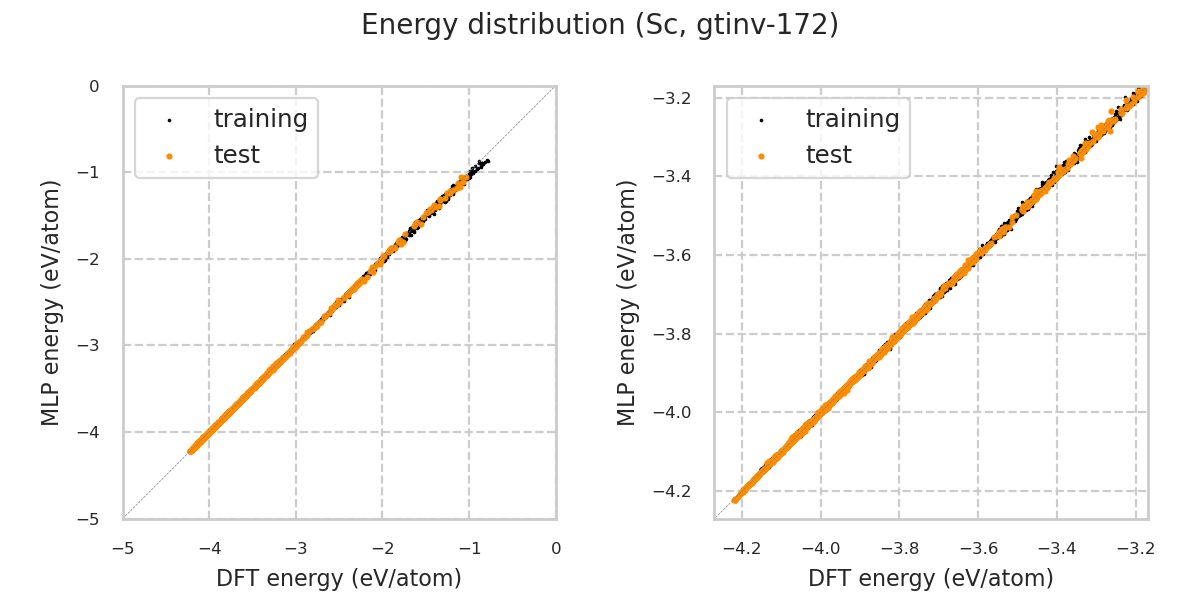 Energy distribution (Sc, gtinv-172)
training
test
MLP energy (eV/atom)
0
−1
−2
−3
−4
−5
−5
−4
−3
−2
−1
0
DFT energy (eV/atom)
training
test
MLP energy (eV/atom)
−3.2
−3.4
−3.6
−3.8
−4.0
−4.2
−4.2
−4.0
−3.8
−3.6
−3.4
−3.2
DFT energy (eV/atom)